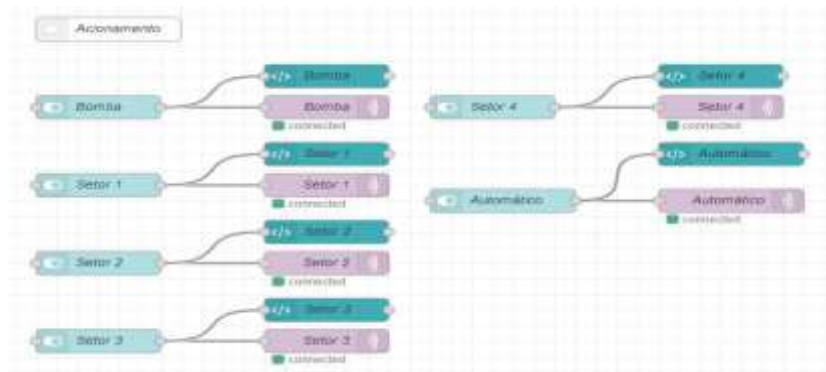 Acionamento
Bomba
Bomba
Bomba
connected
Setor 1
Setor 1
Setor 1
connected
Setor 2
Setor 2
Setor 2
connected
Setor 3
Setor 3
Setor 3
connected
Setor 4
Setor 4
Setor 4
connected
Automático
Automático
Automático
connected